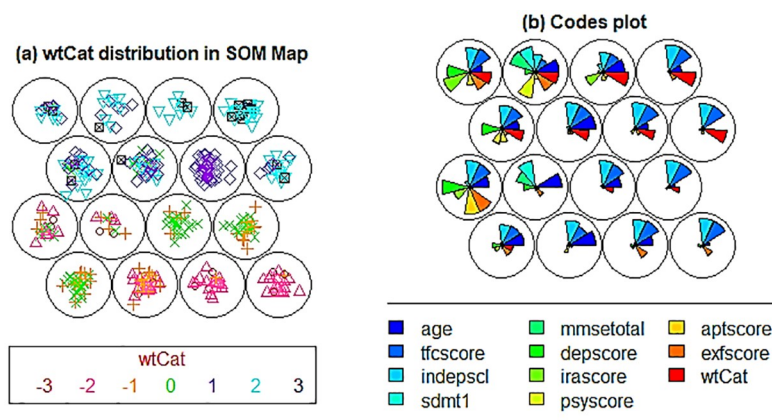 (a) wtCat distribution in SOM Map
(b) Codes plot
wtCat
-3 -2 -1 0 1 2 3
age mmsetotal aptscore
tfcscore depscore exfscore
indepscl irascore wtCat
sdmt1 psyscore